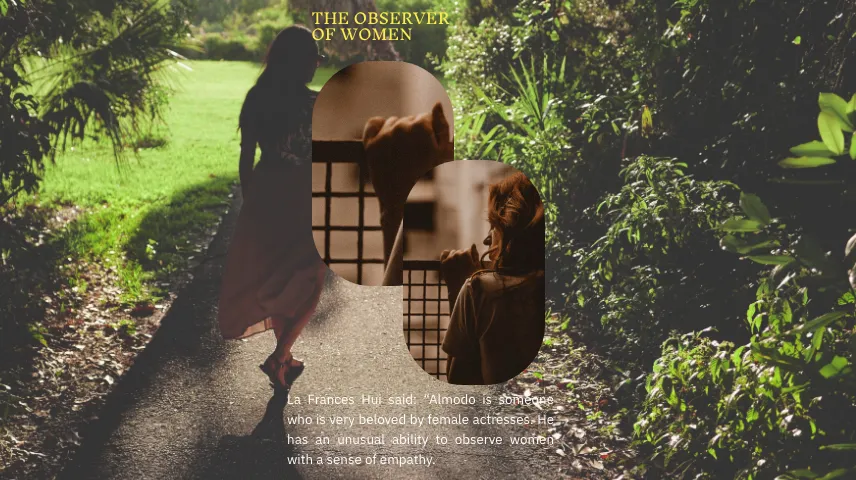 THE OBSERVER
OF WOMEN
La Frances Hui said: “Almodo is someone
who is very beloved by female actresses. He
has an unusual ability to observe women
with a sense of empathy.